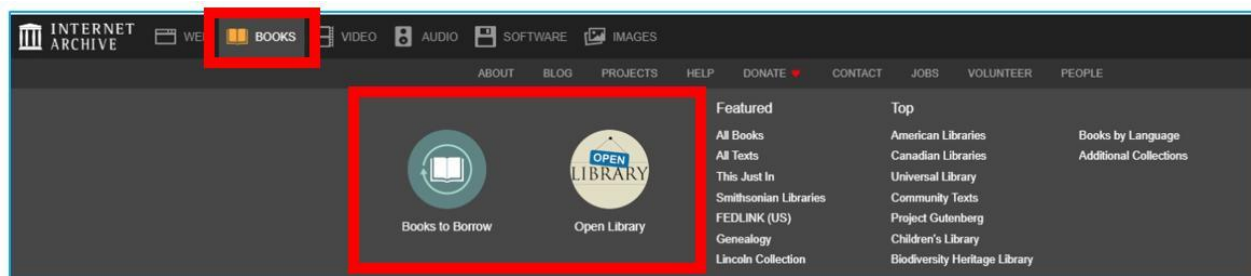 INTERNET ARCHIVE
WE BOOKS VIDEO AUDIO SOFTWARE IMAGES
ABOUT BLOG PROJECTS HELP DONATE CONTACT JOBS VOLUNTEER PEOPLE
OPEN LIBRARY
Books to Borrow
Open Library
Featured
All Books
All Texts
This Just In
Smithsonian Libraries
FEDLINK (US)
Genealogy
Lincoln Collection
Top
American Libraries
Canadian Libraries
Universal Library
Community Texts
Project Gutenberg
Children's Library
Biodiversity Heritage Library
Books by Language
Additional Collections